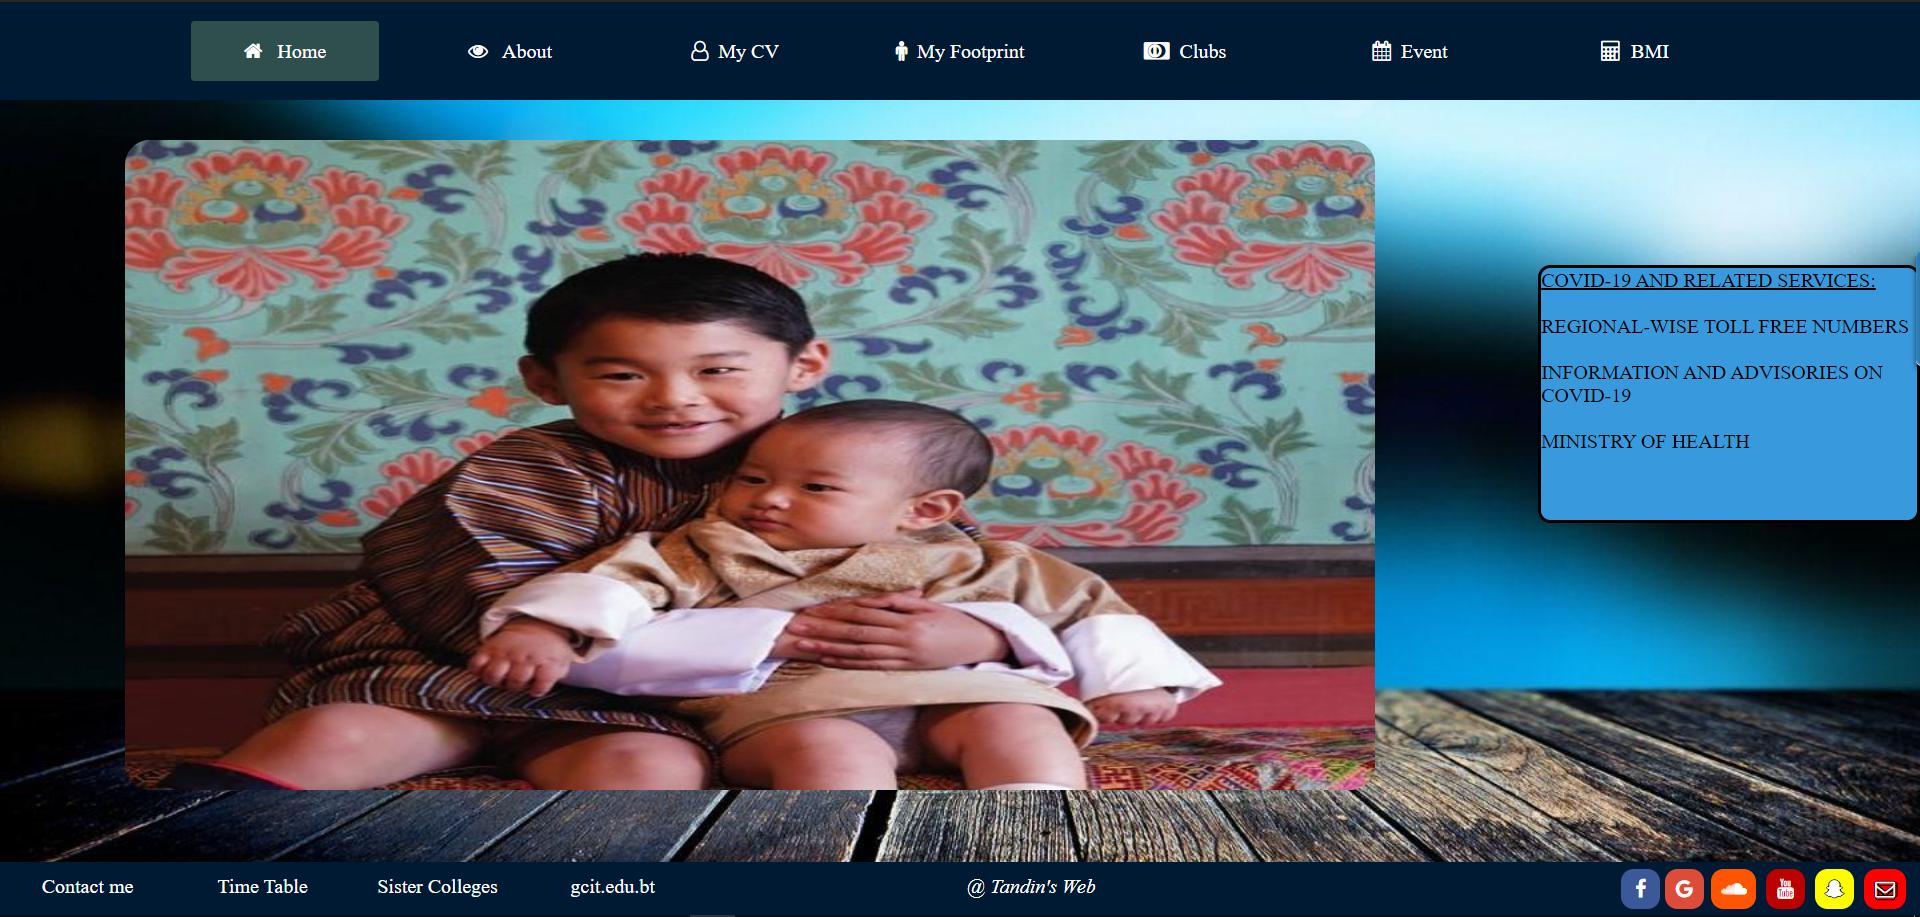 Home
About
My CV
My Footprint
Clubs
Event
BMI
COVID-19 AND RELATED SERVICES:
REGIONAL-WISE TOLL FREE NUMBERS
INFORMATION AND ADVISORIES ON
COVID-19
MINISTRY OF HEALTH
Contact me
Time Table
Sister Colleges
gcit.edu.bt
@ Tandin's Web
f
G
You
Tube